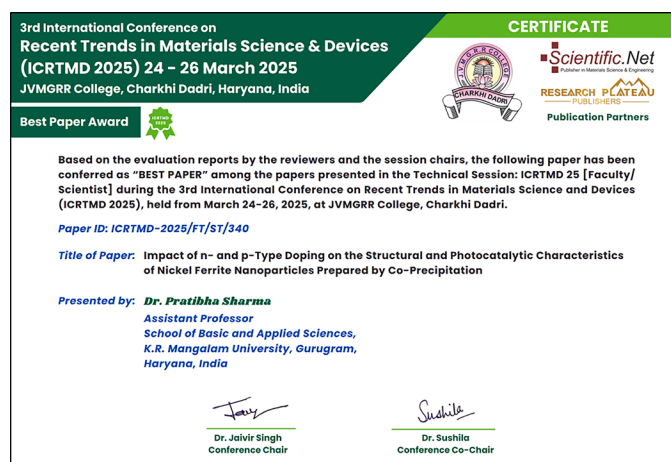 3rd International Conference on
Recent Trends in Materials Science & Devices
(ICRTMD 2025) 24 - 26 March 2025
JVMGRR College, Charkhi Dadri, Haryana, India
CERTIFICATE
J.V.M.G.R.R COLLEGE
CHARKHI DADRI
Scientific.Net
Publisher in Materials Science & Engineering
RESEARCH PLATEAU
PUBLISHERS
Publication Partners
Best Paper Award
ICRTMD
2025
Based on the evaluation reports by the reviewers and the session chairs, the following paper has been
conferred as “BEST PAPER” among the papers presented in the Technical Session: ICRTMD 25 [Faculty/
Scientist] during the 3rd International Conference on Recent Trends in Materials Science and Devices
(ICRTMD 2025), held from March 24-26, 2025, at JVMGRR College, Charkhi Dadri.
Paper ID: ICRTMD-2025/FT/ST/340
Title of Paper: Impact of n- and p-Type Doping on the Structural and Photocatalytic Characteristics
of Nickel Ferrite Nanoparticles Prepared by Co-Precipitation
Presented by: Dr. Pratibha Sharma
Assistant Professor
School of Basic and Applied Sciences,
K.R. Mangalam University, Gurugram,
Haryana, India
Sushila
Dr. Jaivir Singh
Conference Chair
Dr. Sushila
Conference Co-Chair